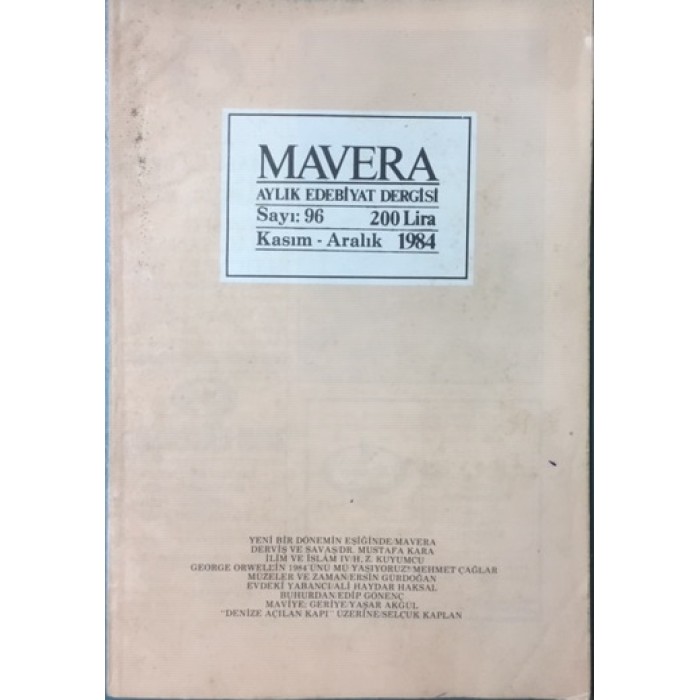 MAVERA
AYLIK EDEBİYAT DERGİSİ
Sayı: 96 200 Lira
Kasım - Aralık 1984
YENİ BİR DÖNEMİN EŞİĞİNDE/MAVERA
DERVİŞ VE SAVAŞ/DR. MUSTAFA KARA
İLİM VE İSLAM IV/H. Z. KUYUMCU
GEORGE ORWELL'İN 1984'ÜNÜ MÜ YAŞIYORUZ?/MEHMET ÇAĞLAR
MÜZELER VE ZAMAN/ERSİN GÜRDOĞAN
EVDEKİ YABANCI/ALİ HAYDAR HAKSAL
BUHURDAN/EDİP GÖNENÇ
MAVİYE: GERİYE/YAŞAR AKGÜL
"DENİZE AÇILAN KAPI" ÜZERİNE/SELÇUK KAPLAN